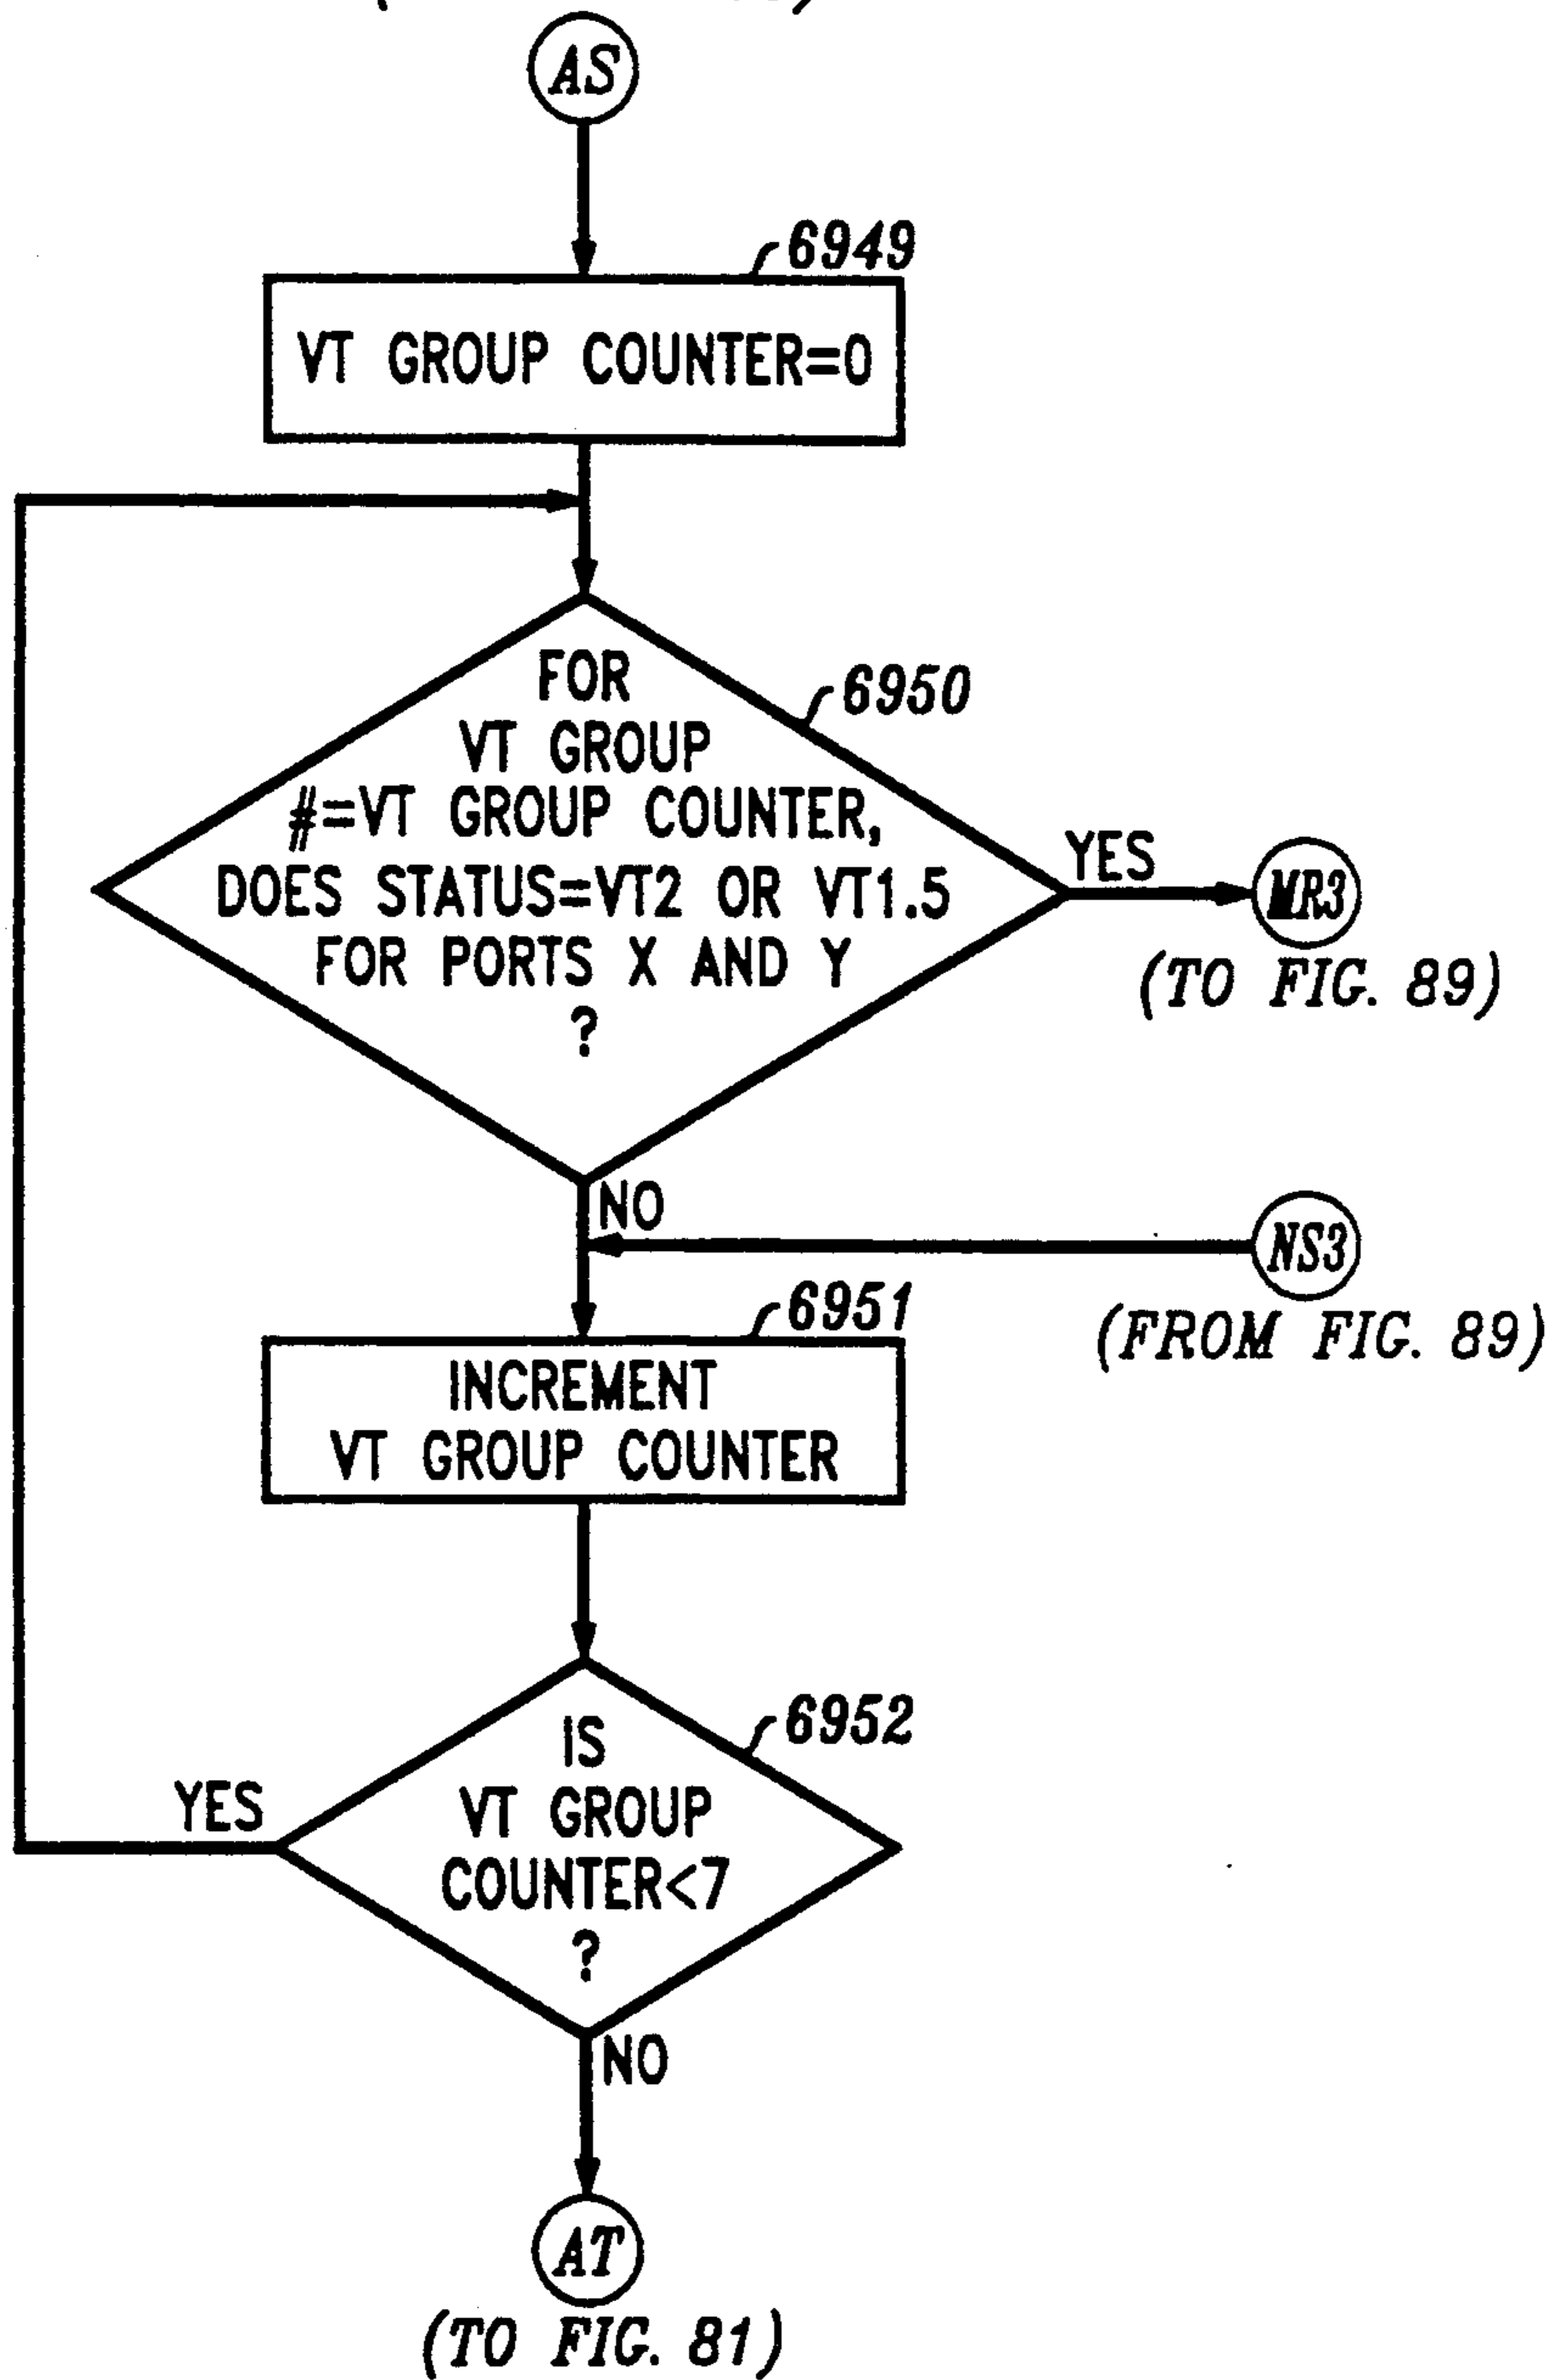 AS
6949
VT GROUP COUNTER=0
FOR
VT GROUP
#=VT GROUP COUNTER,
DOES STATUS=VT2 OR VT1.5
FOR PORTS X AND Y
?
6950
YES
MR3
(TO FIG. 89)
NO
NS3
(FROM FIG. 89)
6951
INCREMENT
VT GROUP COUNTER
6952
IS
VT GROUP
COUNTER<7
?
YES
NO
AT
(TO FIG. 81)